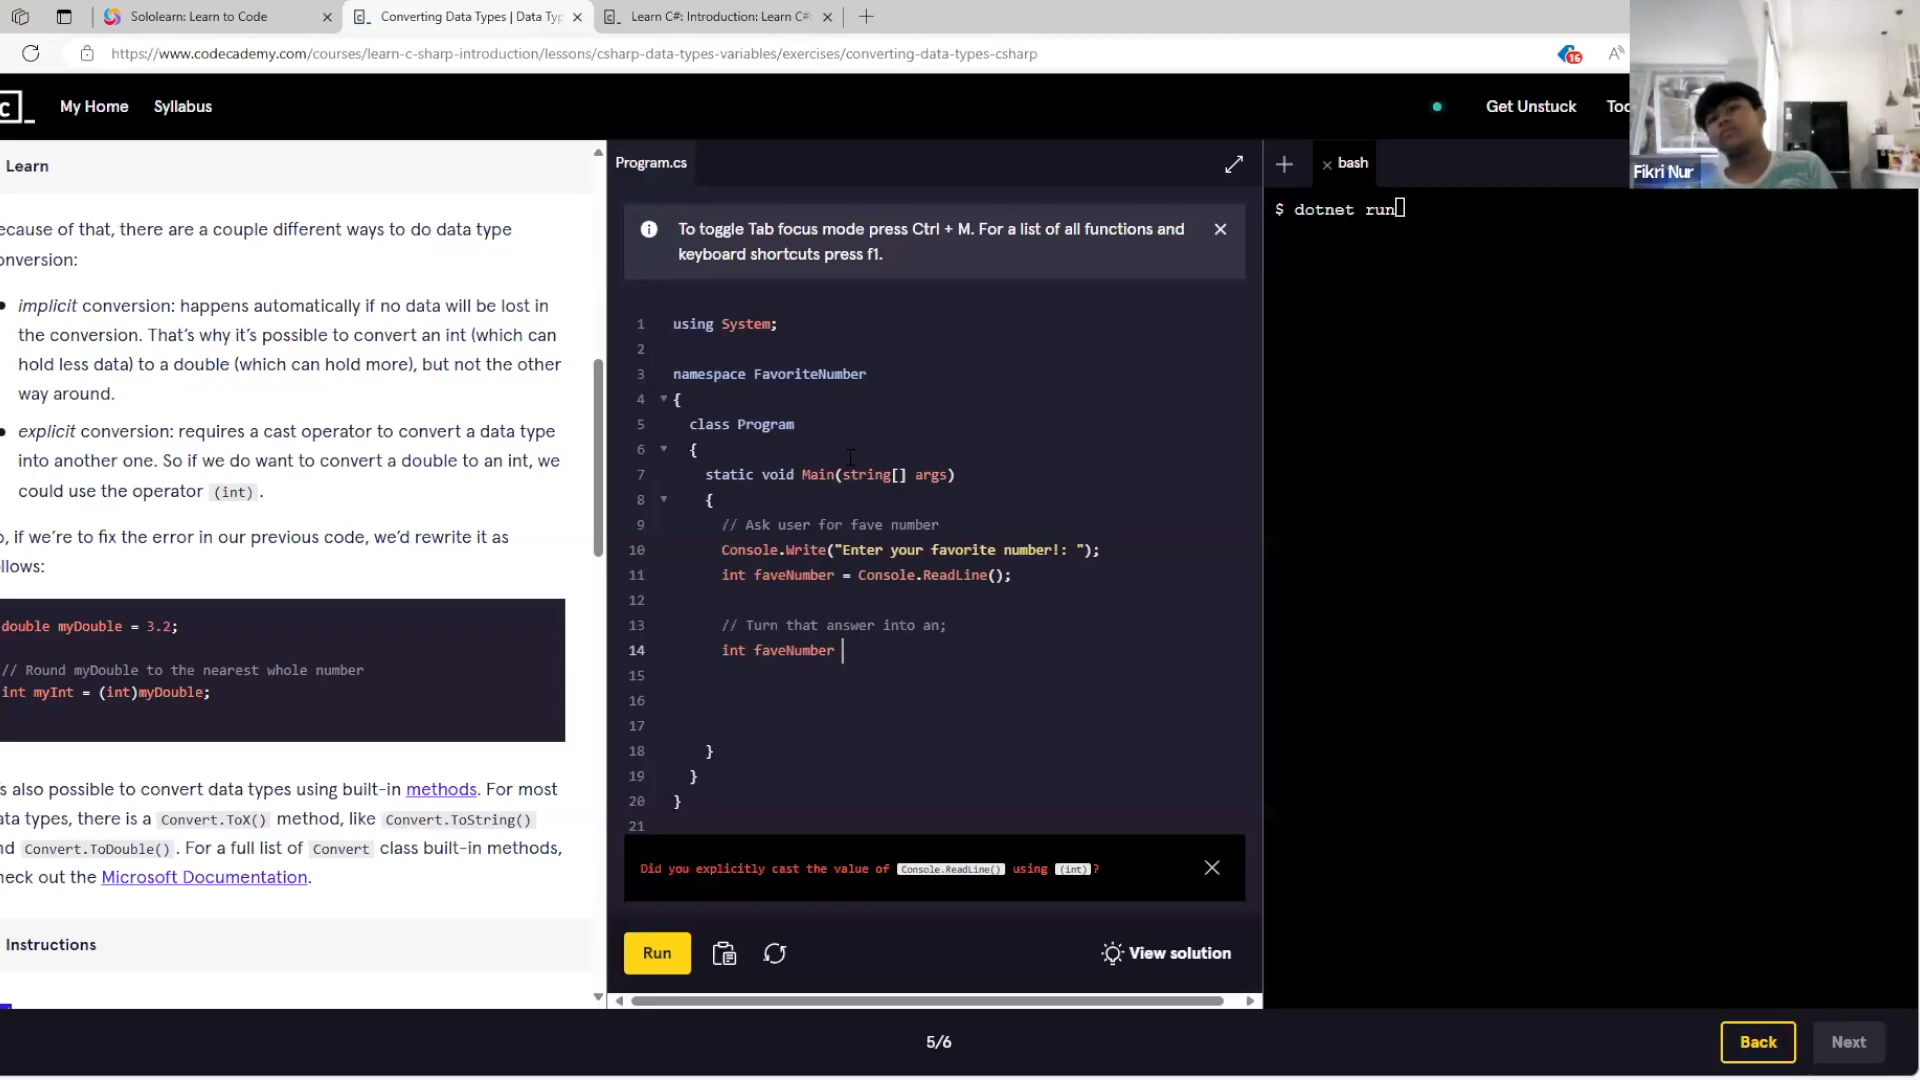 Sololearn: Learn to Code
Converting Data Types | Data Ty
Learn C#: Introduction: Learn C#
https://www.codecademy.com/courses/learn-c-sharp-introduction/lessons/csharp-data-types-variables/exercises/converting-data-types-csharp
16
My Home
Syllabus
Get Unstuck
Fikri Nur
Learn
ecause of that, there are a couple different ways to do data type
onversion:
implicit conversion: happens automatically if no data will be lost in
the conversion. That’s why it’s possible to convert an int (which can
hold less data) to a double (which can hold more), but not the other
way around.
explicit conversion: requires a cast operator to convert a data type
into another one. So if we do want to convert a double to an int, we
could use the operator (int).
o, if we’re to fix the error in our previous code, we’d rewrite it as
llows:
double myDouble = 3.2;
// Round myDouble to the nearest whole number
int myInt = (int)myDouble;
’s also possible to convert data types using built-in methods. For most
ata types, there is a Convert.ToX() method, like Convert.ToString()
nd Convert.ToDouble(). For a full list of Convert class built-in methods,
heck out the Microsoft Documentation.
Instructions
Program.cs
To toggle Tab focus mode press Ctrl + M. For a list of all functions and
keyboard shortcuts press f1.
1 using System;
2
3 namespace FavoriteNumber
4 {
5 class Program
6 {
7 static void Main(string[] args)
8 {
9 // Ask user for fave number
10 Console.Write("Enter your favorite number!: ");
11 int faveNumber = Console.ReadLine();
12
13 // Turn that answer into an;
14 int faveNumber
15
16
17
18 }
19 }
20 }
21
Did you explicitly cast the value of Console.ReadLine() using (int)?
Run
View solution
bash
$ dotnet run
5/6
Back
Next